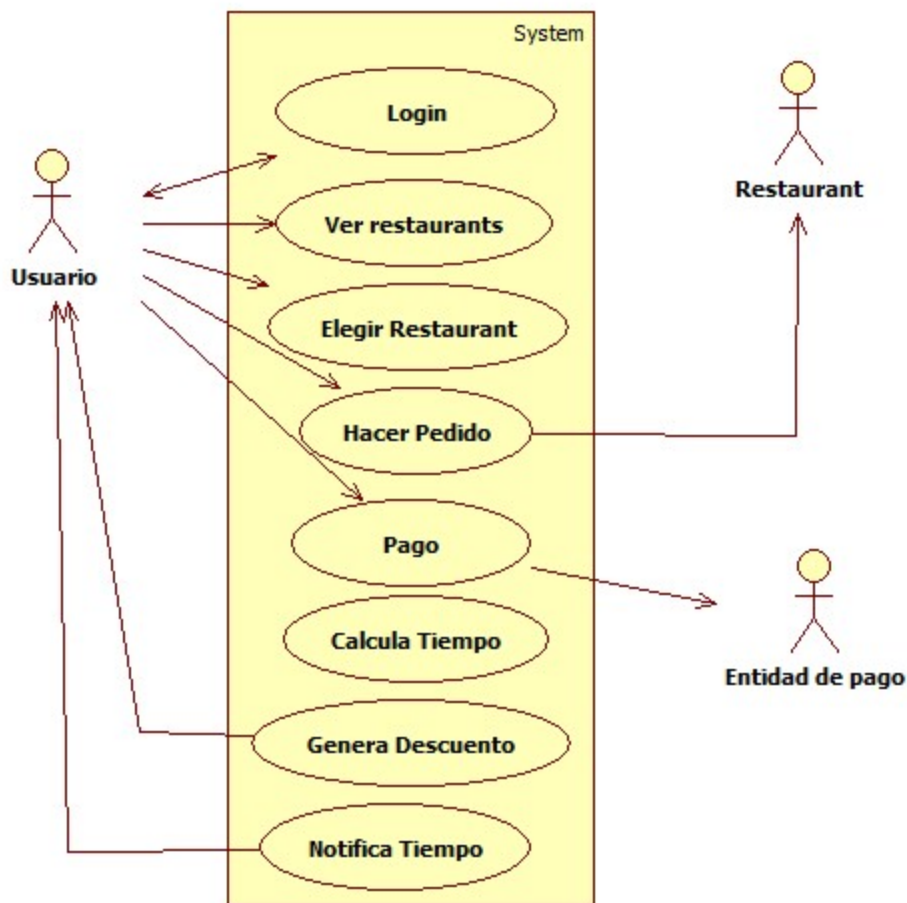 System
Login
Restaurant
Ver restaurants
Usuario
Elegir Restaurant
Hacer Pedido
Pago
Calcula Tiempo
Entidad de pago
Genera Descuento
Notifica Tiempo